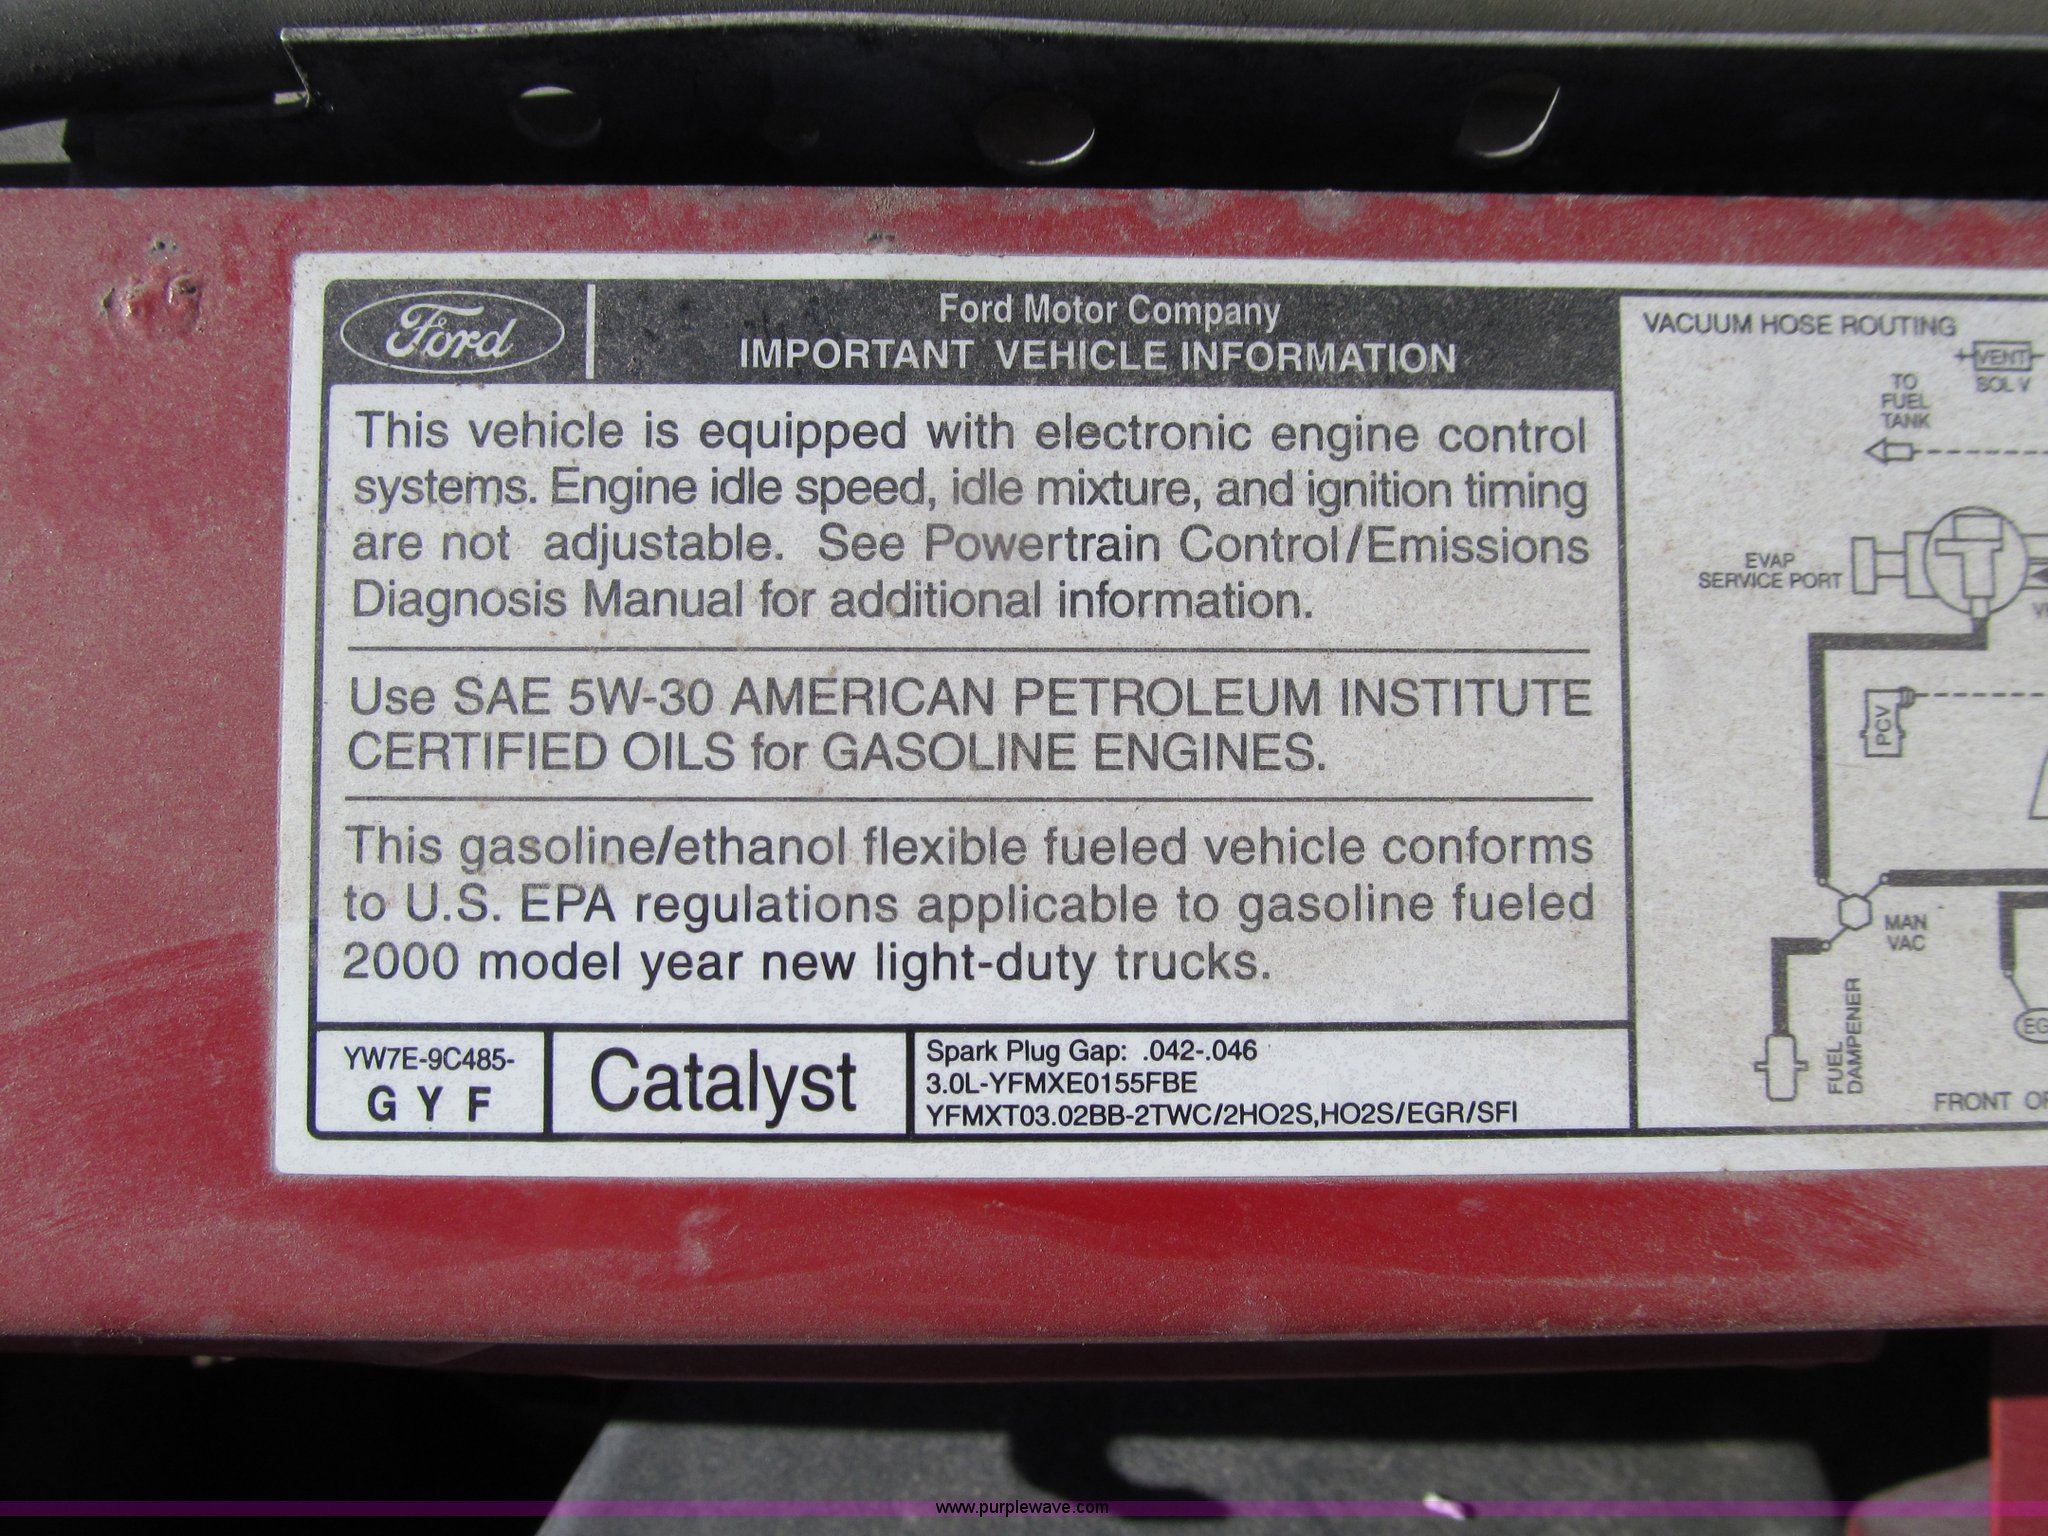 Ford
Ford Motor Company
IMPORTANT VEHICLE INFORMATION
This vehicle is equipped with electronic engine control
systems. Engine idle speed, idle mixture, and ignition timing
are not adjustable. See Powertrain Control/Emissions
Diagnosis Manual for additional information.
Use SAE 5W-30 AMERICAN PETROLEUM INSTITUTE
CERTIFIED OILS for GASOLINE ENGINES.
This gasoline/ethanol flexible fueled vehicle conforms
to U.S. EPA regulations applicable to gasoline fueled
2000 model year new light-duty trucks.
YW7E-9C485-
G Y F
Catalyst
Spark Plug Gap: .042-.046
3.0L-YFMXE0155FBE
YFMXT03.02BB-2TWC/2HO2S,HO2S/EGR/SFI
VACUUM HOSE ROUTING
VENT
SOL V
TO
FUEL
TANK
EVAP
SERVICE PORT
PCV
MAN
VAC
FUEL
DAMPENER
FRONT
www.purplewave.com